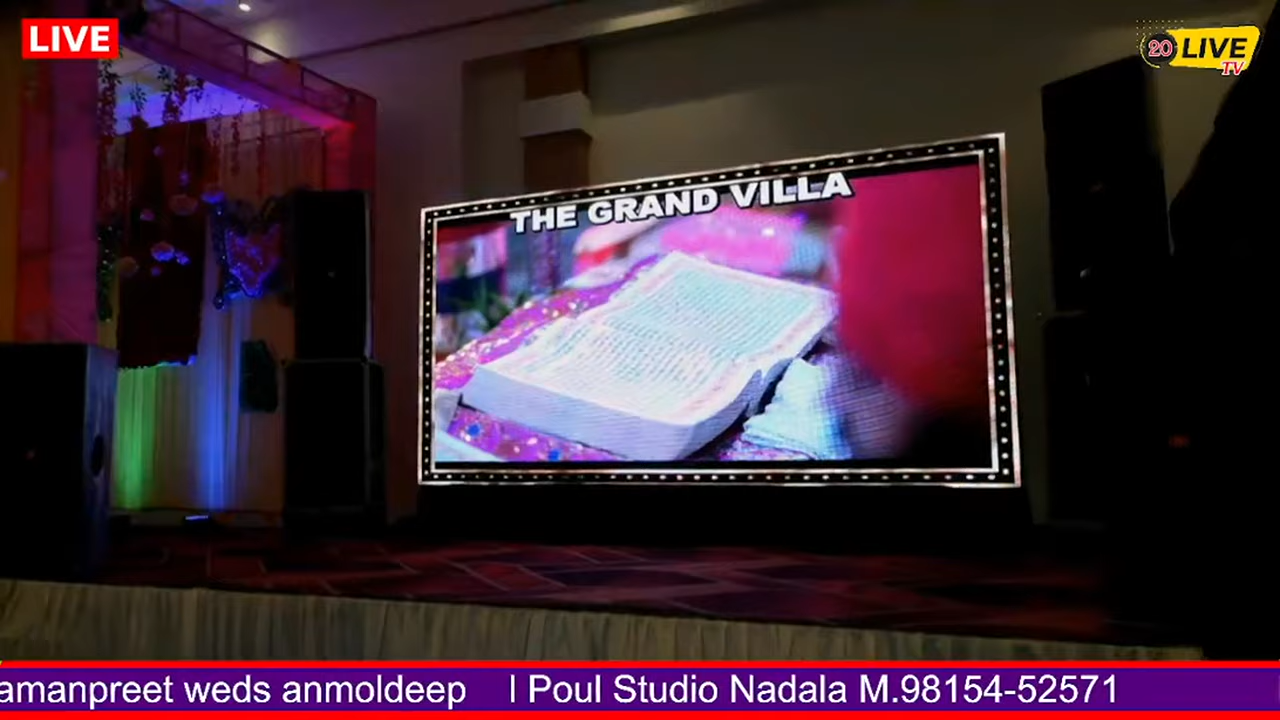 LIVE
20 LIVE TV
THE GRAND VILLA
amanpreet weds anmoldeep | Poul Studio Nadala M.98154-52571